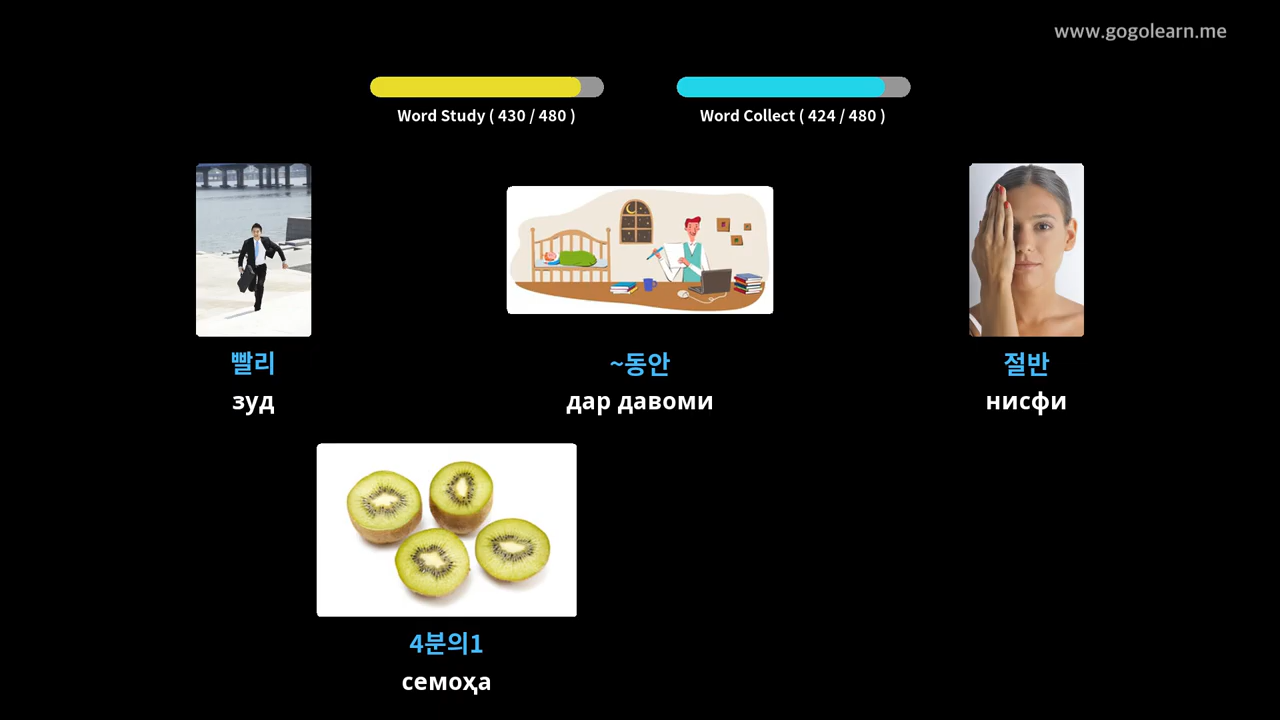 www.gogolearn.me
Word Study ( 430 / 480 )
Word Collect ( 424 / 480 )
빨리
зуд
~동안
дар давоми
절반
нисфи
4분의1
семоҳа